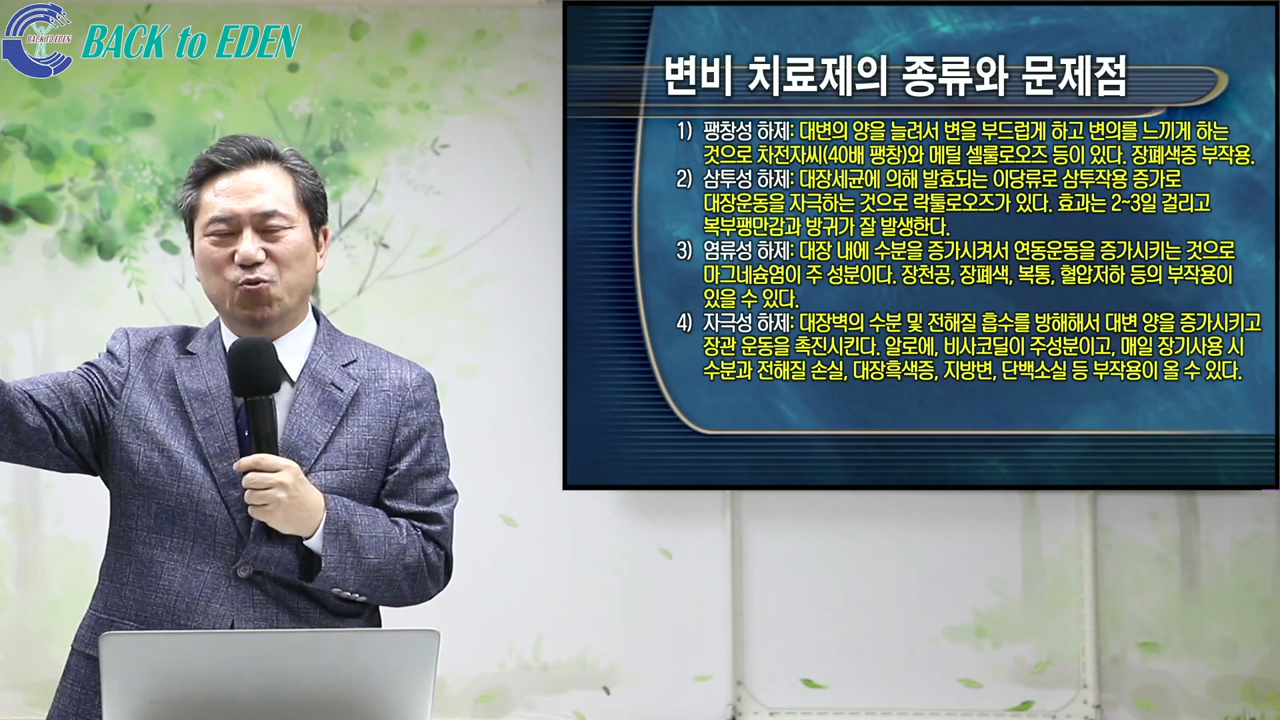 BACK TO EDEN
BACK to EDEN
변비 치료제의 종류와 문제점
1) 팽창성 하제: 대변의 양을 늘려서 변을 부드럽게 하고 변의를 느끼게 하는
것으로 차전자씨(40배 팽창)와 메틸 셀룰로오즈 등이 있다. 장폐색증 부작용.
2) 삼투성 하제: 대장세균에 의해 발효되는 이당류로 삼투작용 증가로
대장운동을 자극하는 것으로 락툴로오즈가 있다. 효과는 2~3일 걸리고
복부팽만감과 방귀가 잘 발생한다.
3) 염류성 하제: 대장 내에 수분을 증가시켜서 연동운동을 증가시키는 것으로
마그네슘염이 주 성분이다. 장천공, 장폐색, 복통, 혈압저하 등의 부작용이
있을 수 있다.
4) 자극성 하제: 대장벽의 수분 및 전해질 흡수를 방해해서 대변 양을 증가시키고
장관 운동을 촉진시킨다. 알로에, 비사코딜이 주성분이고, 매일 장기사용 시
수분과 전해질 손실, 대장흑색증, 지방변, 단백소실 등 부작용이 올 수 있다.